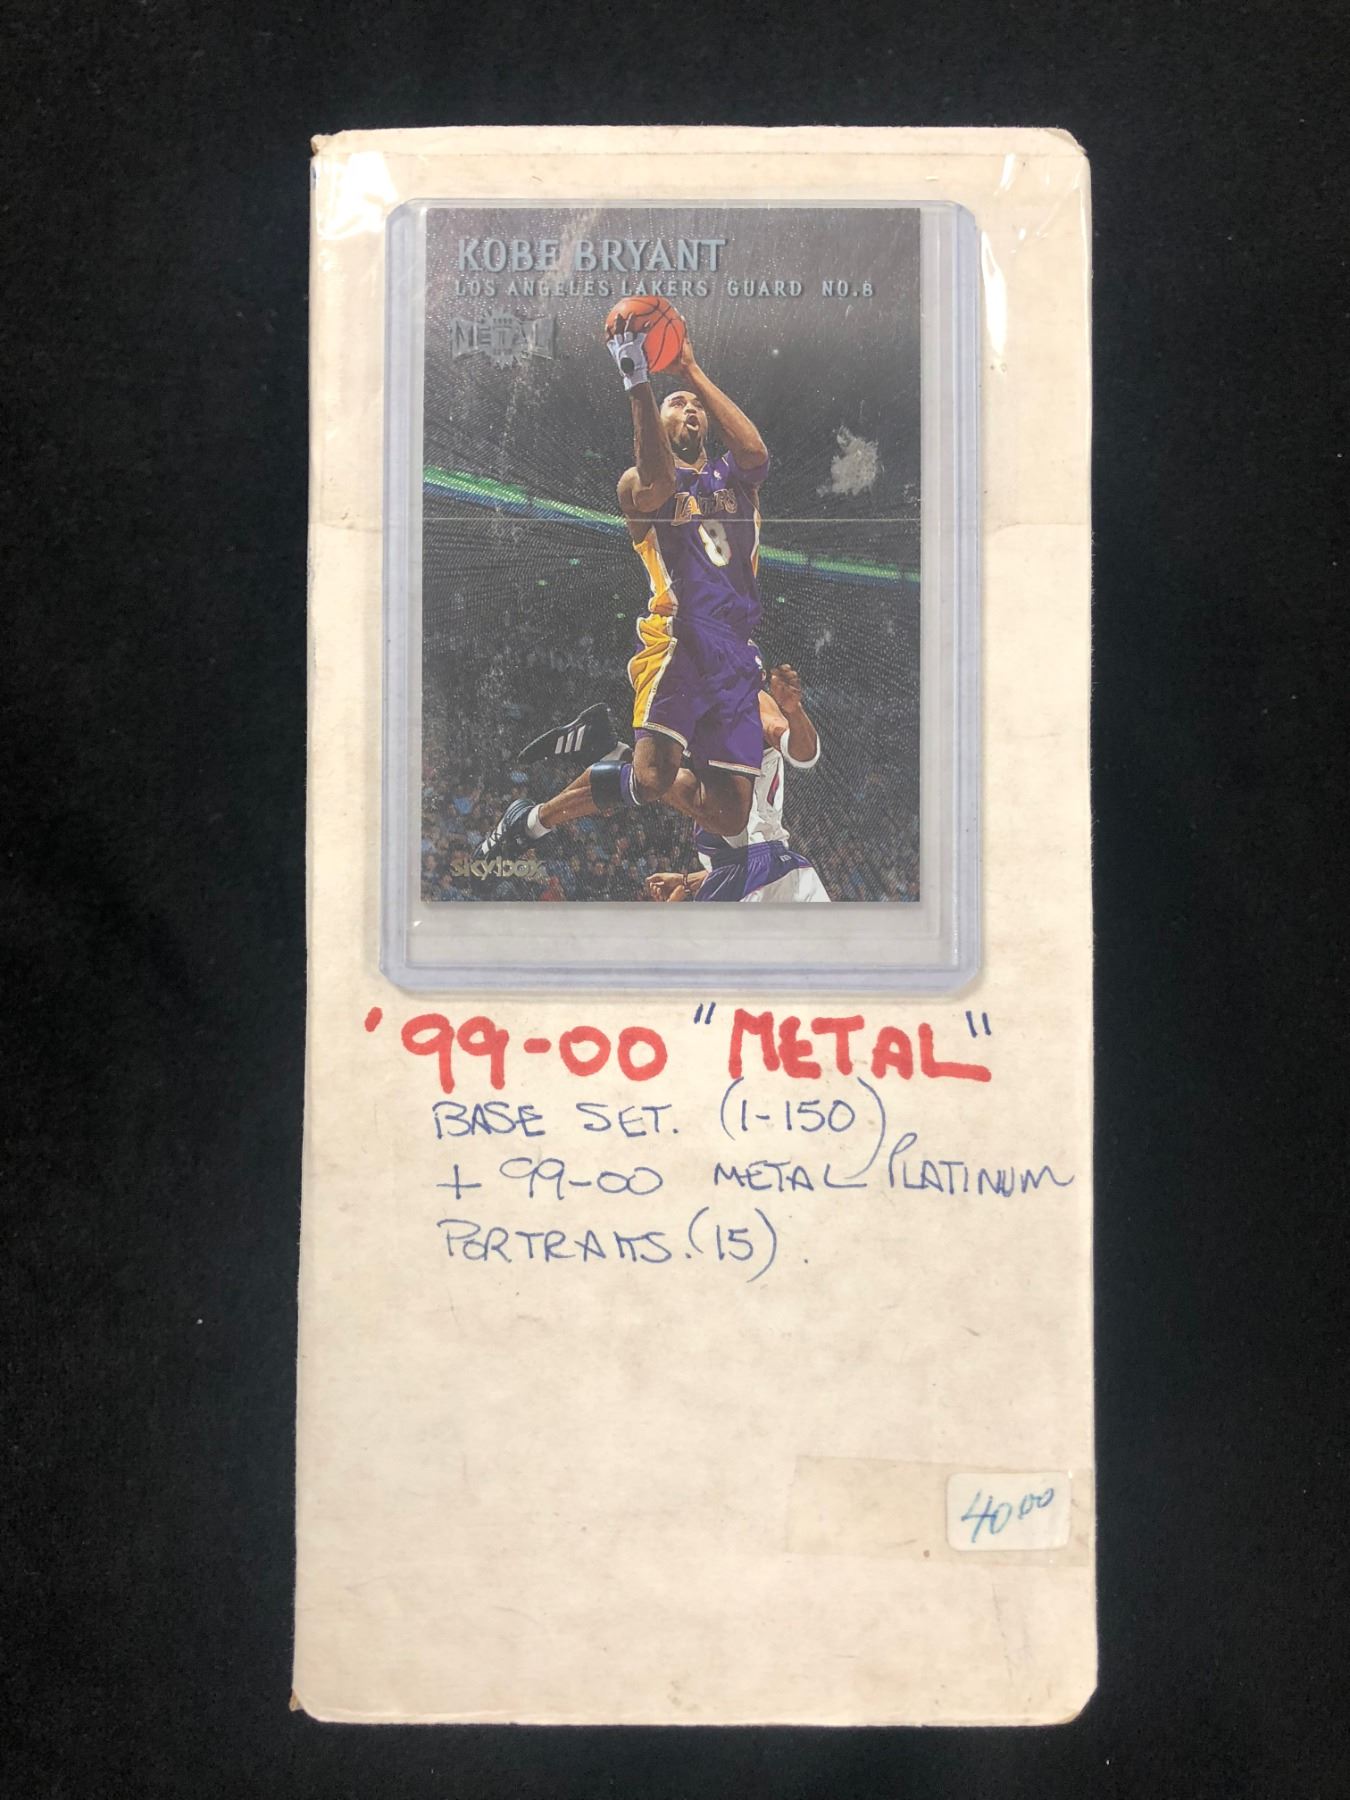 KOBE BRYANT
LOS ANGELES LAKERS GUARD NO.8
METAL
LAKERS
8
skybox
'99-00 "METAL"
BASE SET. (1-150)
+ 99-00 METAL PLATINUM
PORTRAITS. (15).
40.00